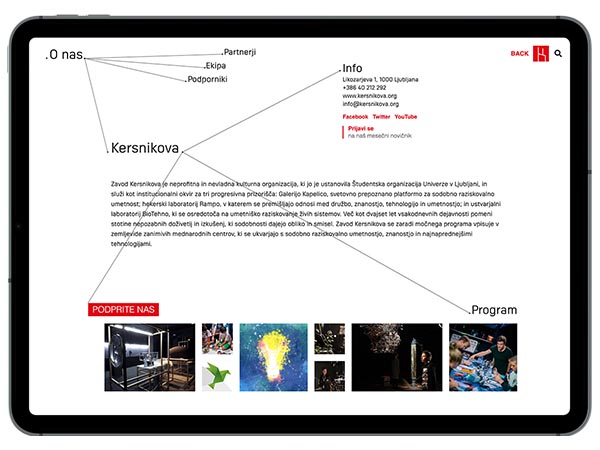 .O nas.
.Partnerji
.Ekipa
.Podporniki
BACK
.Info
Likozarjeva 1, 1000 Ljubljana
+386 40 212 292
www.kersnikova.org
info@kersnikova.org
Facebook Twitter YouTube
Prijavi se
na naš mesečni novičnik
.Kersnikova.
Zavod Kersnikova je neprofitna in nevladna kulturna organizacija, ki jo je ustanovila Študentska organizacija Univerze v Ljubljani, in
služi kot institucionalni okvir za tri progresivna prizorišča: Galerijo Kapelico, svetovno prepoznano platformo za sodobno raziskovalno
umetnost; hekerski laboratorij Rampo, v katerem se premišljajo odnosi med družbo, znanostjo, tehnologijo in umetnostjo; in ustvarjalni
laboratorij BioTehno, ki se osredotoča na umetniško raziskovanje živih sistemov. Več kot dvajset let vsakodnevnih dejavnosti pomeni
stotine nepozabnih doživetij in izkušenj, ki sodobnosti dajejo obliko in smisel. Zavod Kersnikova se zaradi močnega programa vpisuje v
zemljevide zanimivih mednarodnih centrov, ki se ukvarjajo s sodobno raziskovalno umetnostjo, znanostjo in najnaprednejšimi
tehnologijami.
PODPRITE NAS
.Program